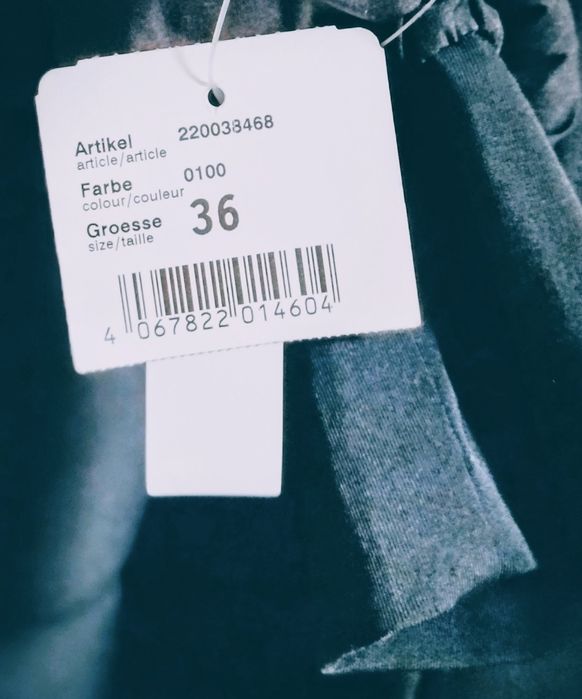 Artikel 220038468
article/article
Farbe 0100
colour/couleur
Groesse 36
size/taille
4 067822 014604